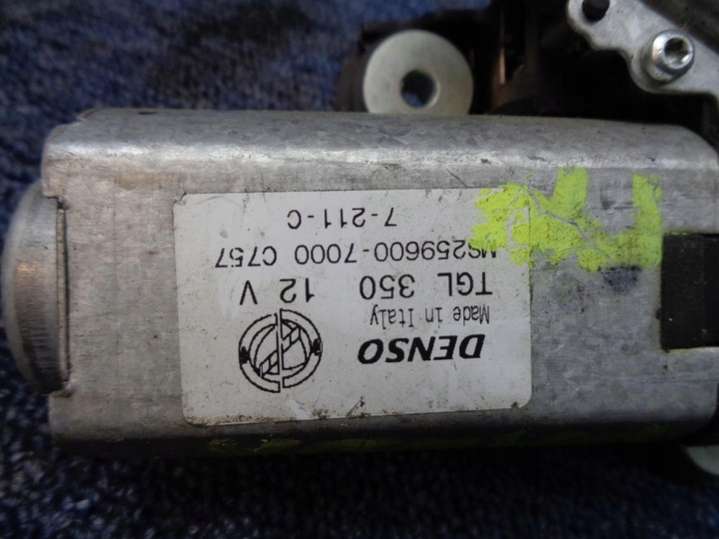 DENSO
Made in Italy
TGL 350 12 V
MS259600-7000 C757
7-211-C